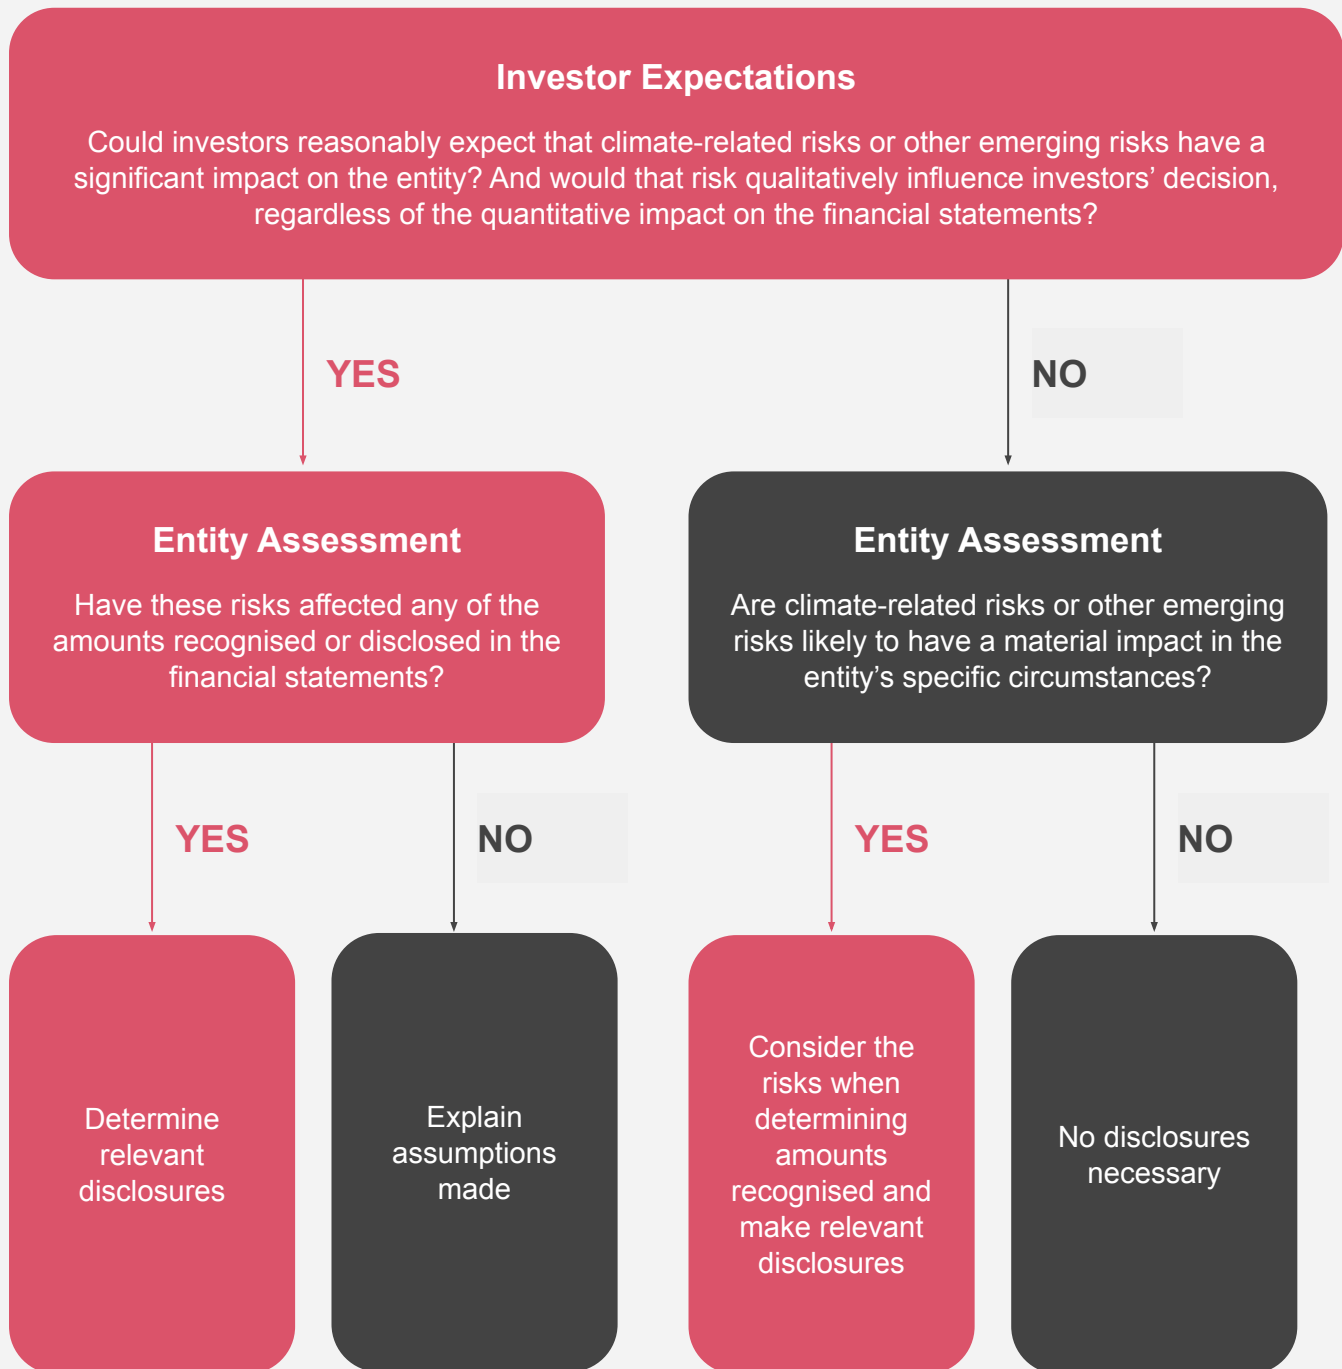 Investor Expectations
Could investors reasonably expect that climate-related risks or other emerging risks have a
significant impact on the entity? And would that risk qualitatively influence investors’ decision,
regardless of the quantitative impact on the financial statements?
YES
NO
Entity Assessment
Have these risks affected any of the
amounts recognised or disclosed in the
financial statements?
Entity Assessment
Are climate-related risks or other emerging
risks likely to have a material impact in the
entity’s specific circumstances?
YES
NO
YES
NO
Determine
relevant
disclosures
Explain
assumptions
made
Consider the
risks when
determining
amounts
recognised and
make relevant
disclosures
No disclosures
necessary